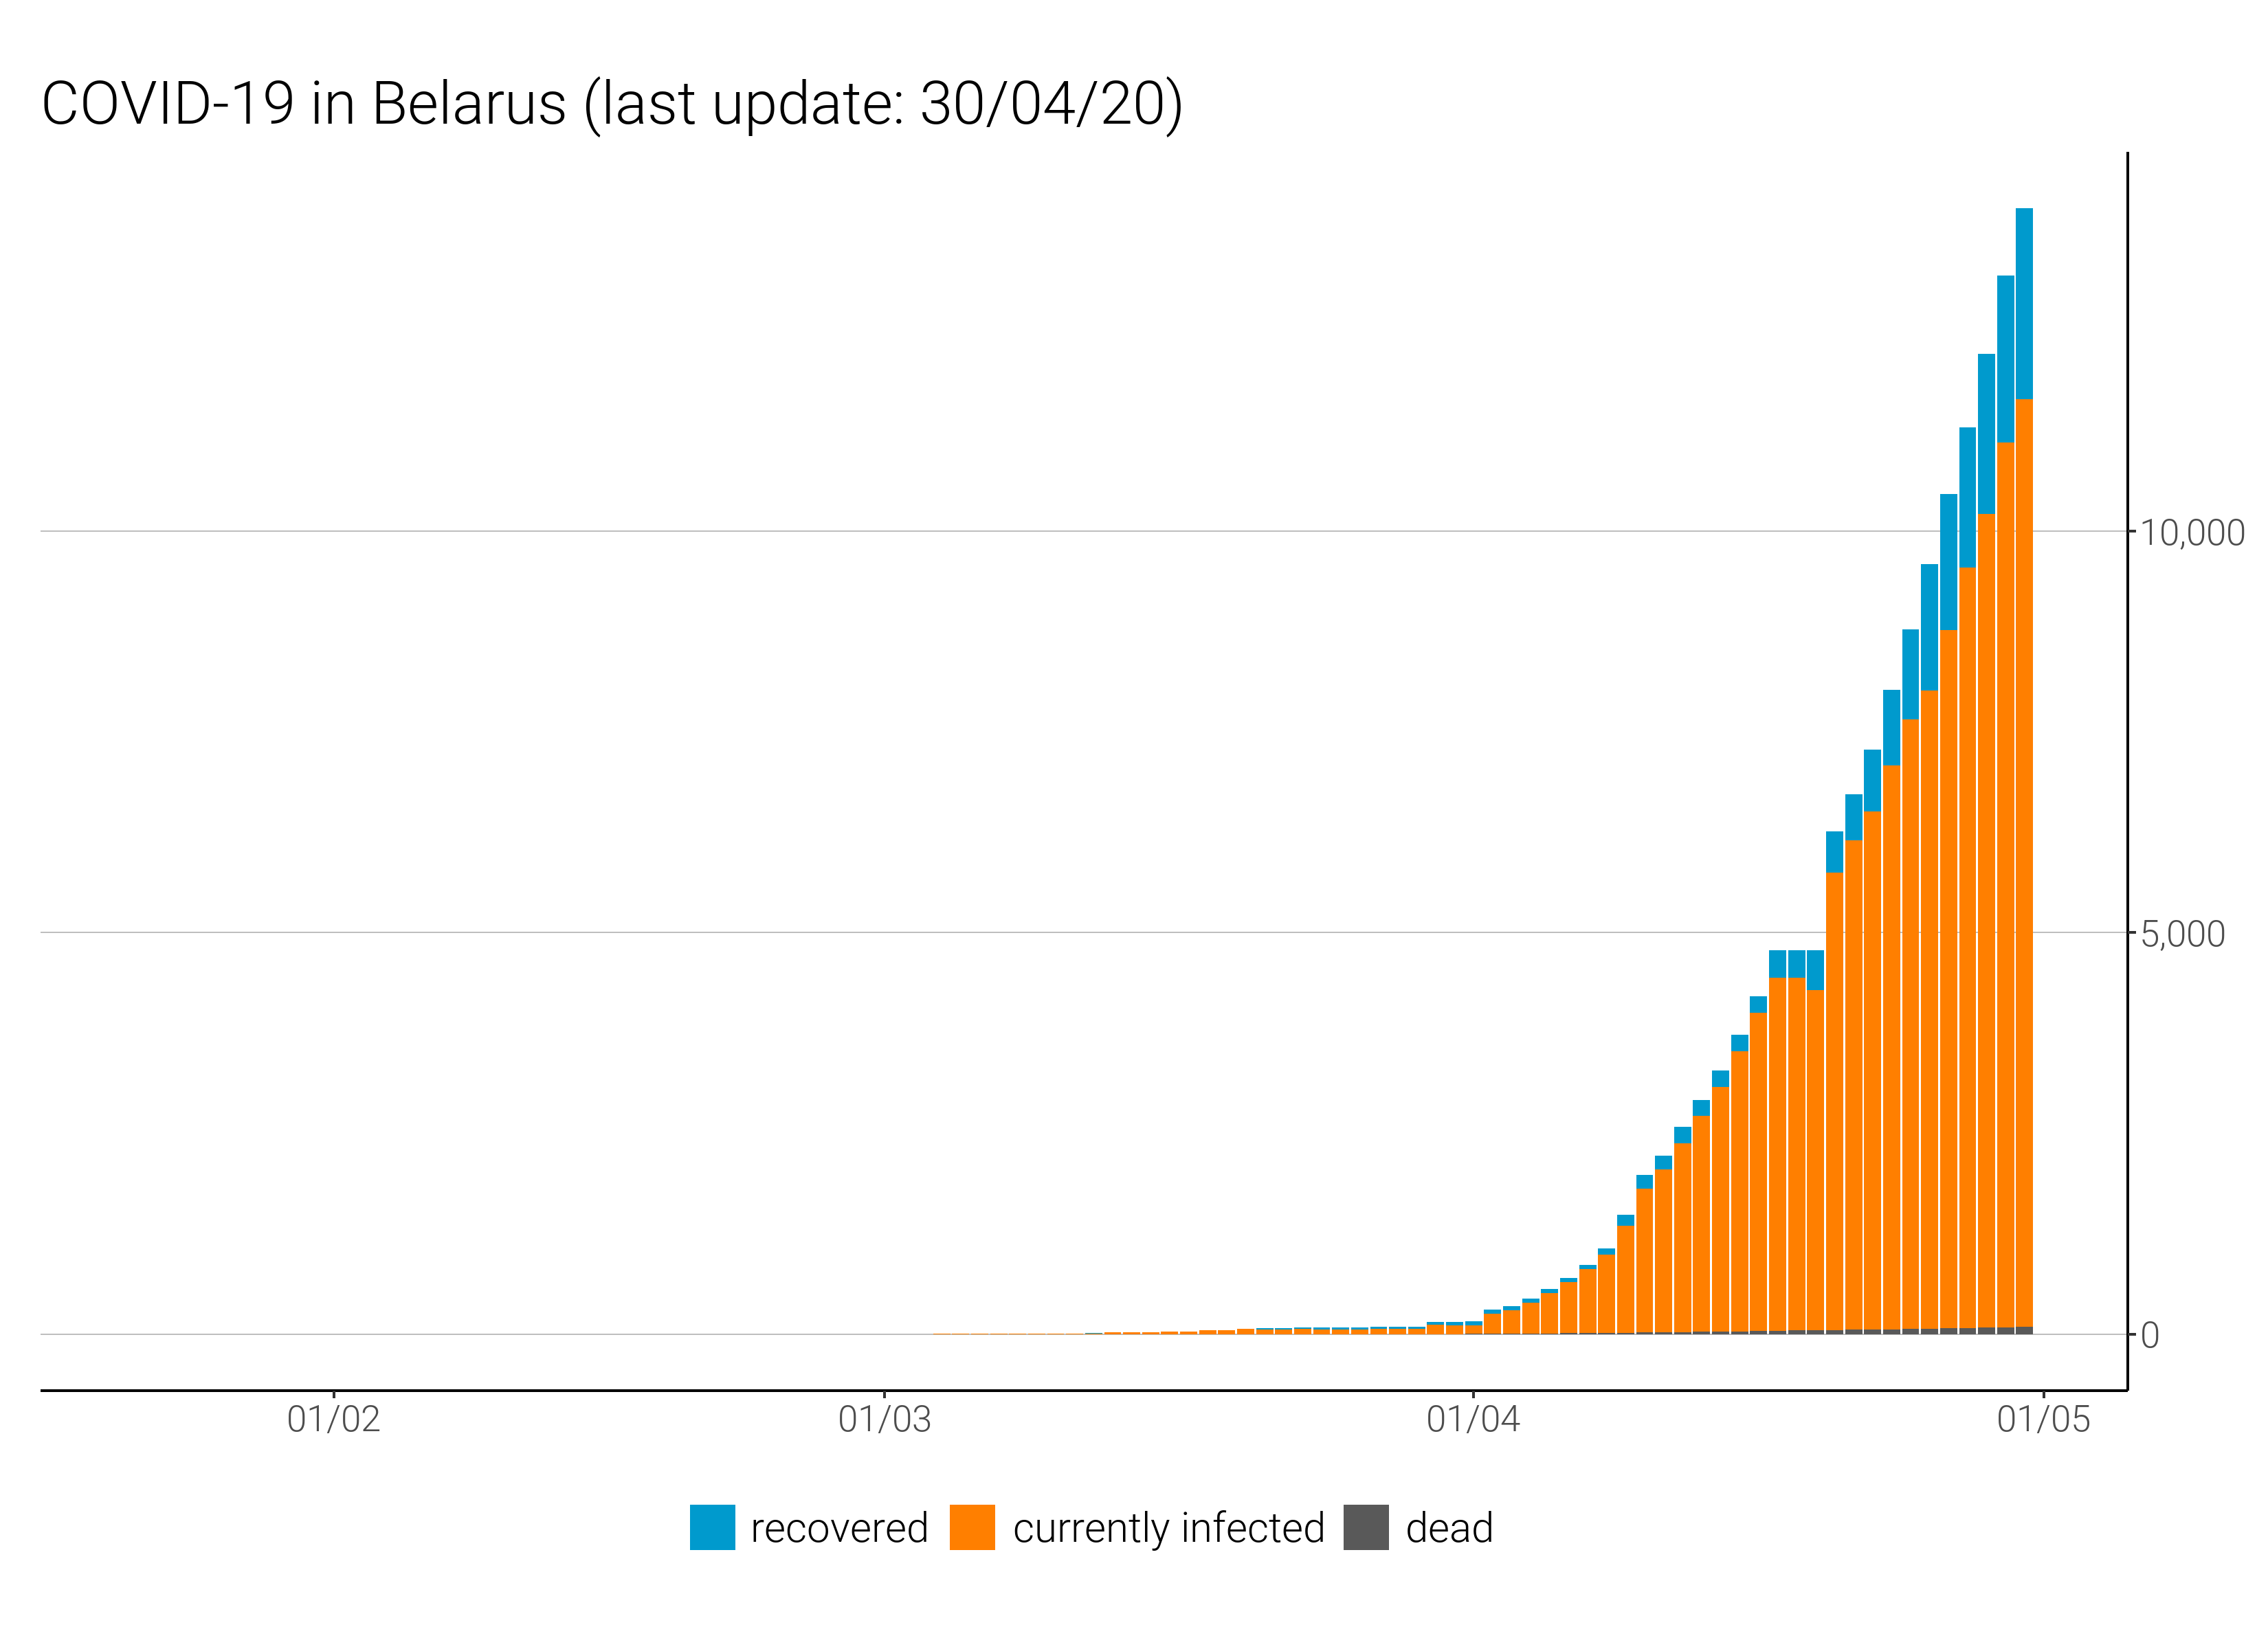 COVID-19 in Belarus (last update: 30/04/20)
10,000
5,000
0
01/02 01/03 01/04 01/05
recovered currently infected dead